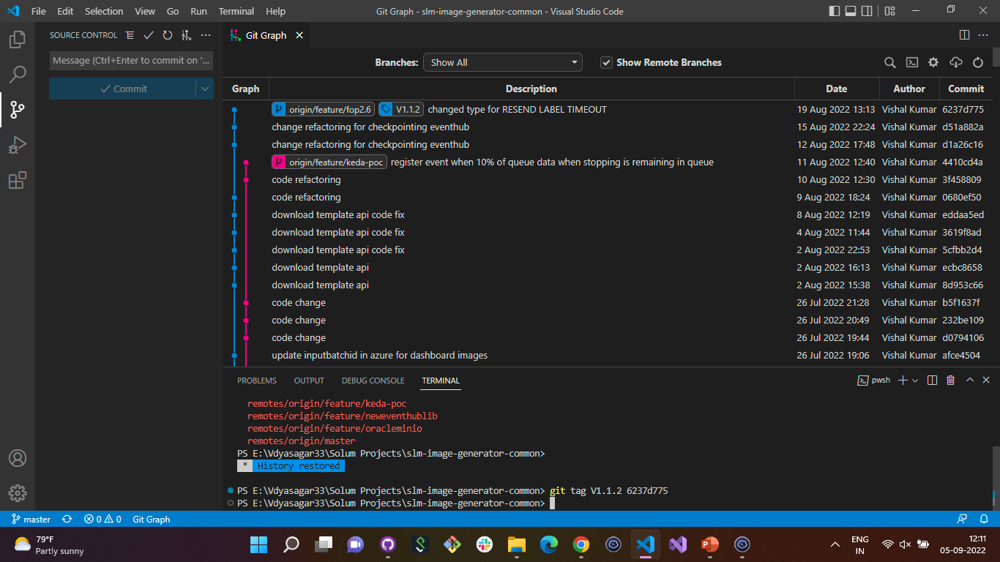 File Edit Selection View Go Run Terminal Help Git Graph - slm-image-generator-common - Visual Studio Code
SOURCE CONTROL
Message (Ctrl+Enter to commit on '...
Commit
Git Graph
Branches: Show All Show Remote Branches
Graph Description Date Author Commit
origin/feature/fop2.6 V1.1.2 changed type for RESEND LABEL TIMEOUT 19 Aug 2022 13:13 Vishal Kumar 6237d775
change refactoring for checkpointing eventhub 15 Aug 2022 22:24 Vishal Kumar d51a882a
change refactoring for checkpointing eventhub 12 Aug 2022 17:48 Vishal Kumar d1a26c16
origin/feature/keda-poc register event when 10% of queue data when stopping is remaining in queue 11 Aug 2022 12:40 Vishal Kumar 4410cd4a
code refactoring 10 Aug 2022 12:30 Vishal Kumar 3f458809
code refactoring 9 Aug 2022 18:24 Vishal Kumar 0680ef50
download template api code fix 8 Aug 2022 12:19 Vishal Kumar eddaa5ed
download template api code fix 4 Aug 2022 11:44 Vishal Kumar 3619f8ad
download template api code fix 2 Aug 2022 22:53 Vishal Kumar 5cfbb2d4
download template api 2 Aug 2022 16:13 Vishal Kumar ecbc8658
download template api 2 Aug 2022 15:38 Vishal Kumar 8d953c66
code change 26 Jul 2022 21:28 Vishal Kumar b5f1637f
code change 26 Jul 2022 20:49 Vishal Kumar 232be109
code change 26 Jul 2022 19:44 Vishal Kumar d0794106
update inputbatchid in azure for dashboard images 26 Jul 2022 19:06 Vishal Kumar afce4504
PROBLEMS OUTPUT DEBUG CONSOLE TERMINAL pwsh
remotes/origin/feature/keda-poc
remotes/origin/feature/neweventhublib
remotes/origin/feature/oracleminio
remotes/origin/master
PS E:\Vdyasagar33\Solum Projects\slm-image-generator-common>
* History restored
PS E:\Vdyasagar33\Solum Projects\slm-image-generator-common> git tag V1.1.2 6237d775
PS E:\Vdyasagar33\Solum Projects\slm-image-generator-common>
master 0 0 Git Graph
79°F
Partly sunny
ENG
IN
12:11
05-09-2022